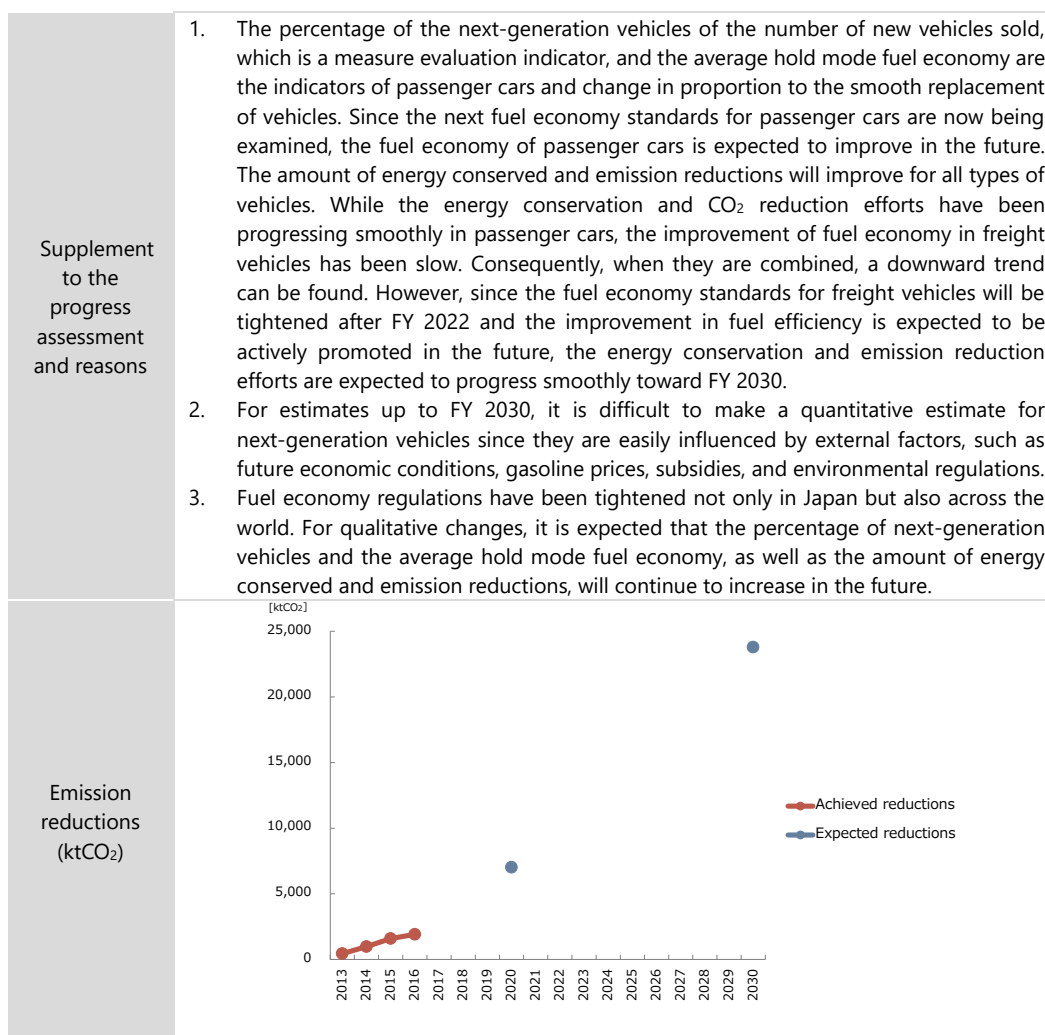 Supplement
to the
progress
assessment
and reasons
1. The percentage of the next-generation vehicles of the number of new vehicles sold,
which is a measure evaluation indicator, and the average hold mode fuel economy are
the indicators of passenger cars and change in proportion to the smooth replacement
of vehicles. Since the next fuel economy standards for passenger cars are now being
examined, the fuel economy of passenger cars is expected to improve in the future.
The amount of energy conserved and emission reductions will improve for all types of
vehicles. While the energy conservation and CO₂ reduction efforts have been
progressing smoothly in passenger cars, the improvement of fuel economy in freight
vehicles has been slow. Consequently, when they are combined, a downward trend
can be found. However, since the fuel economy standards for freight vehicles will be
tightened after FY 2022 and the improvement in fuel efficiency is expected to be
actively promoted in the future, the energy conservation and emission reduction
efforts are expected to progress smoothly toward FY 2030.
2. For estimates up to FY 2030, it is difficult to make a quantitative estimate for
next-generation vehicles since they are easily influenced by external factors, such as
future economic conditions, gasoline prices, subsidies, and environmental regulations.
3. Fuel economy regulations have been tightened not only in Japan but also across the
world. For qualitative changes, it is expected that the percentage of next-generation
vehicles and the average hold mode fuel economy, as well as the amount of energy
conserved and emission reductions, will continue to increase in the future.
Emission
reductions
(ktCO₂)
[ktCO₂]
25,000
20,000
15,000
10,000
5,000
0
2013
2014
2015
2016
2017
2018
2019
2020
2021
2022
2023
2024
2025
2026
2027
2028
2029
2030
Achieved reductions
Expected reductions